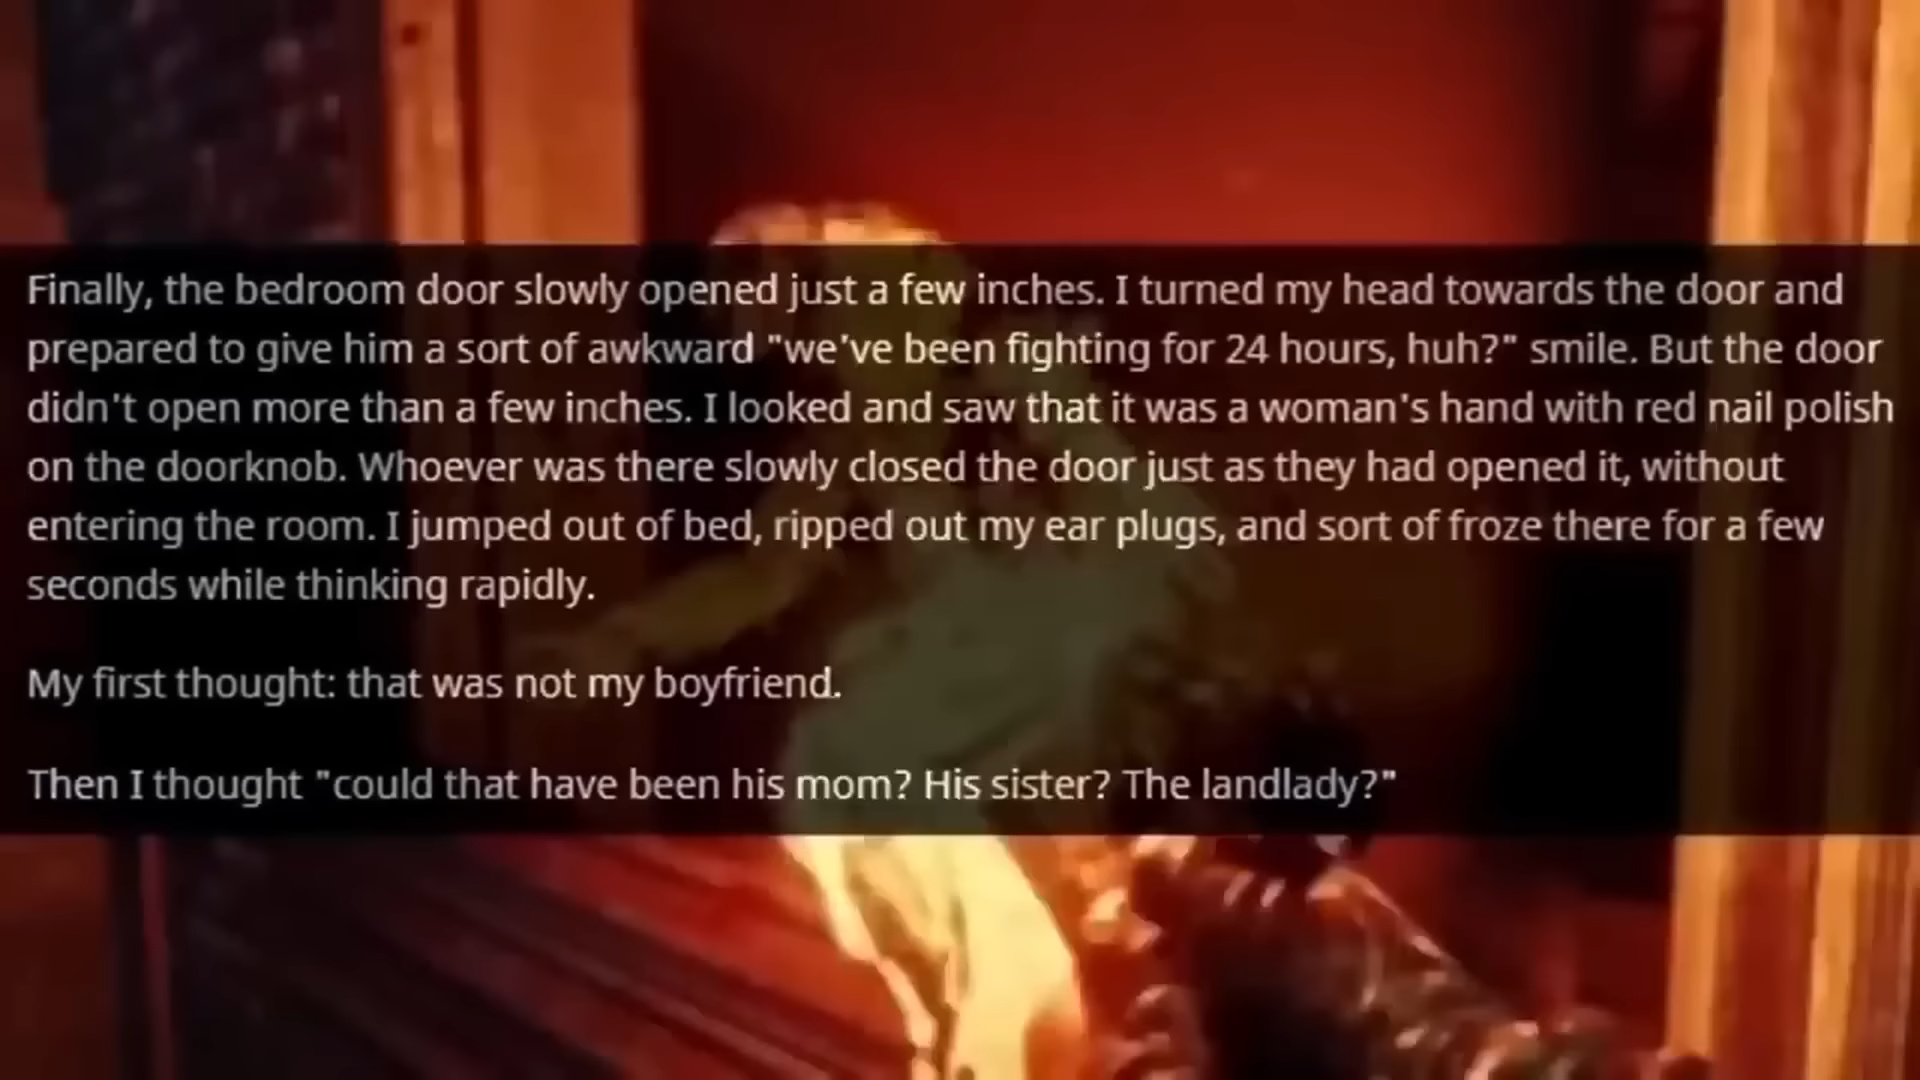 Finally, the bedroom door slowly opened just a few inches. I turned my head towards the door and
prepared to give him a sort of awkward "we've been fighting for 24 hours, huh?" smile. But the door
didn't open more than a few inches. I looked and saw that it was a woman's hand with red nail polish
on the doorknob. Whoever was there slowly closed the door just as they had opened it, without
entering the room. I jumped out of bed, ripped out my ear plugs, and sort of froze there for a few
seconds while thinking rapidly.
My first thought: that was not my boyfriend.
Then I thought "could that have been his mom? His sister? The landlady?"